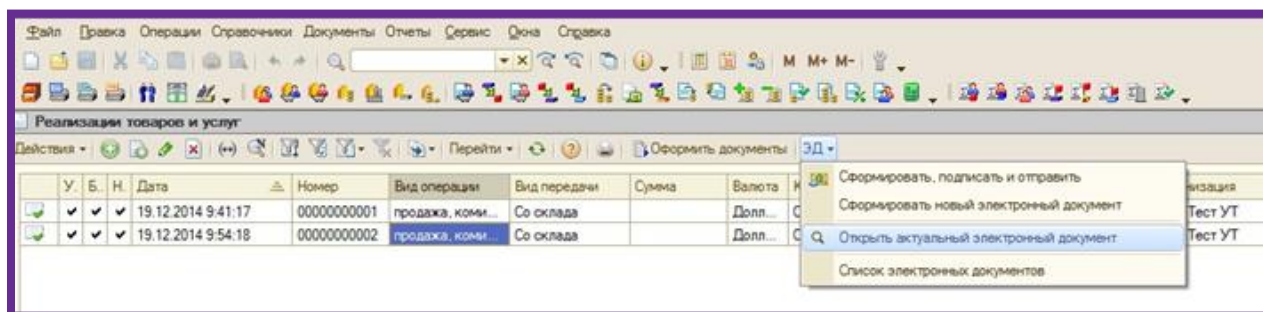 Файл Правка Операции Справочники Документы Отчеты Сервис Окна Справка
M M+ M-
Реализации товаров и услуг
Действия Перейти Оформить документы ЭД
У. Б. Н. Дата Номер Вид операции Вид передачи Сумма Валюта К
19.12.2014 9:41:17 00000000001 продажа, коми... Со склада Долл... С Тест УТ
19.12.2014 9:54:18 00000000002 продажа, коми... Со склада Долл... С Тест УТ
Сформировать, подписать и отправить
Сформировать новый электронный документ
Открыть актуальный электронный документ
Список электронных документов